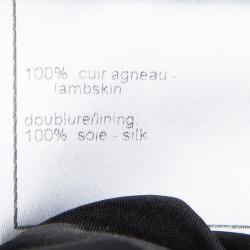 100% cuir agneau -
lambskin
doublure/lining.
100% soie - silk